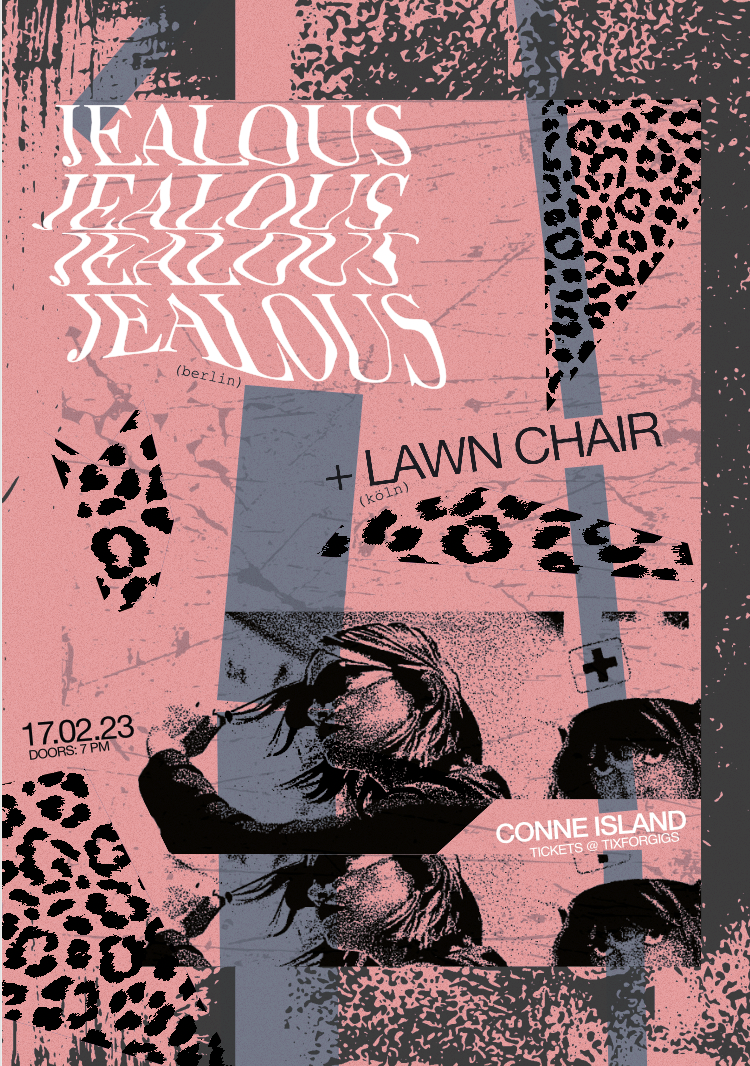 JEALOUS
JEALOUS
JEALOUS
JEALOUS
(berlin)
+ LAWN CHAIR
(köln)
17.02.23
DOORS: 7 PM
CONNE ISLAND
TICKETS @ TIXFORGIGS